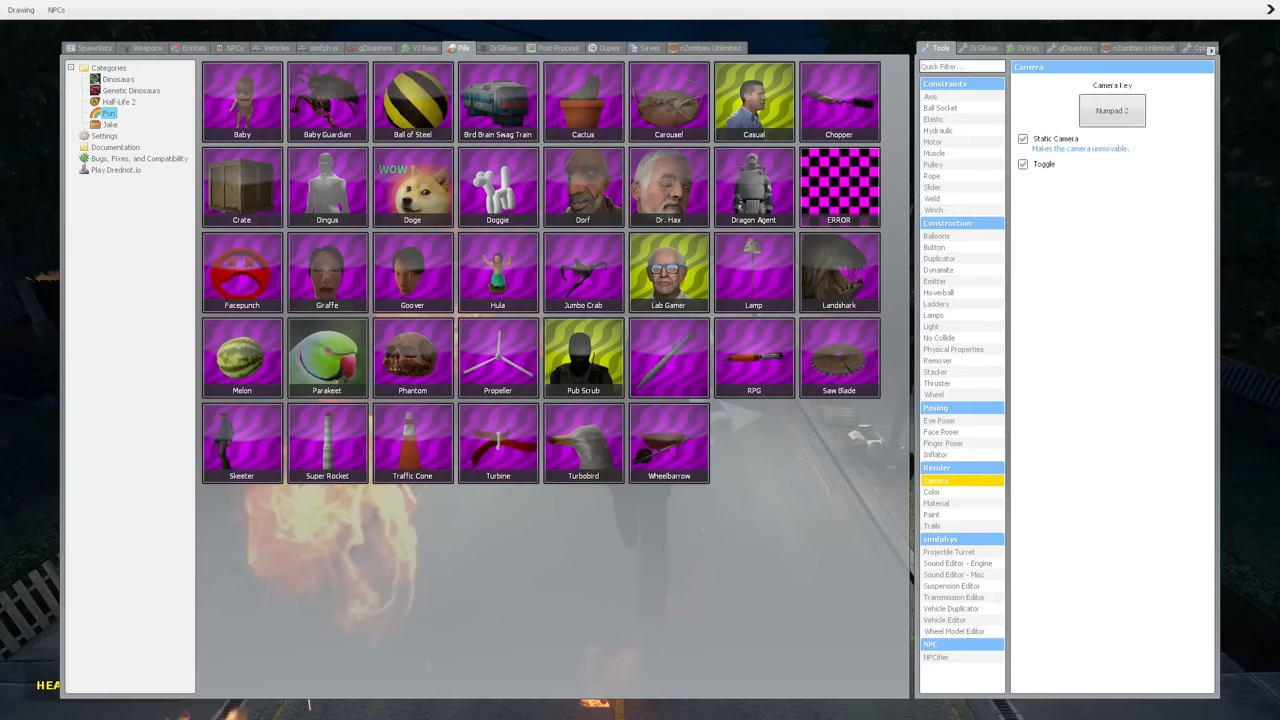 Drawing NPCs
Spawnlists Weapons Entities NPCs Vehicles simfphys gDisasters VJ Base Pills DrGBase Post Process Dupes Saves nZombies Unlimited
Tools DrGBase DrVrej gDisasters nZombies Unlimited
Categories
Dinosaurs
Genetic Dinosaurs
Half-Life 2
Fun
Jake
Settings
Documentation
Bugs, Fixes, and Compatibility
Play Drednot.io
Baby Baby Guardian Ball of Steel Bird Brain Swag Train Cactus Carousel Casual Chopper
WOW
Crate Dingus Doge Doggie Dorf Dr. Hax Dragon Agent ERROR
Facepunch Giraffe Goover Hula Jumbo Crab Lab Gamer Lamp Landshark
Melon Parakeet Phantom Propeller Pub Scrub RPG Saw Blade
Skeeter Super Rocket Traffic Cone Turbine Turbobird Wheelbarrow
Quick Filter...
Constraints
Axis
Ball Socket
Elastic
Hydraulic
Motor
Muscle
Pulley
Rope
Slider
Weld
Winch
Construction
Balloons
Button
Duplicator
Dynamite
Emitter
Hoverball
Ladders
Lamps
Light
No Collide
Physical Properties
Remover
Stacker
Thruster
Wheel
Posing
Eye Poser
Face Poser
Finger Poser
Inflator
Render
Camera
Color
Material
Paint
Trails
simfphys
Projectile Turret
Sound Editor - Engine
Sound Editor - Misc
Suspension Editor
Transmission Editor
Vehicle Duplicator
Vehicle Editor
Wheel Model Editor
NPC
NPCifier
Camera
Camera Key
Numpad 2
Static Camera
Makes the camera unmovable.
Toggle
HEA